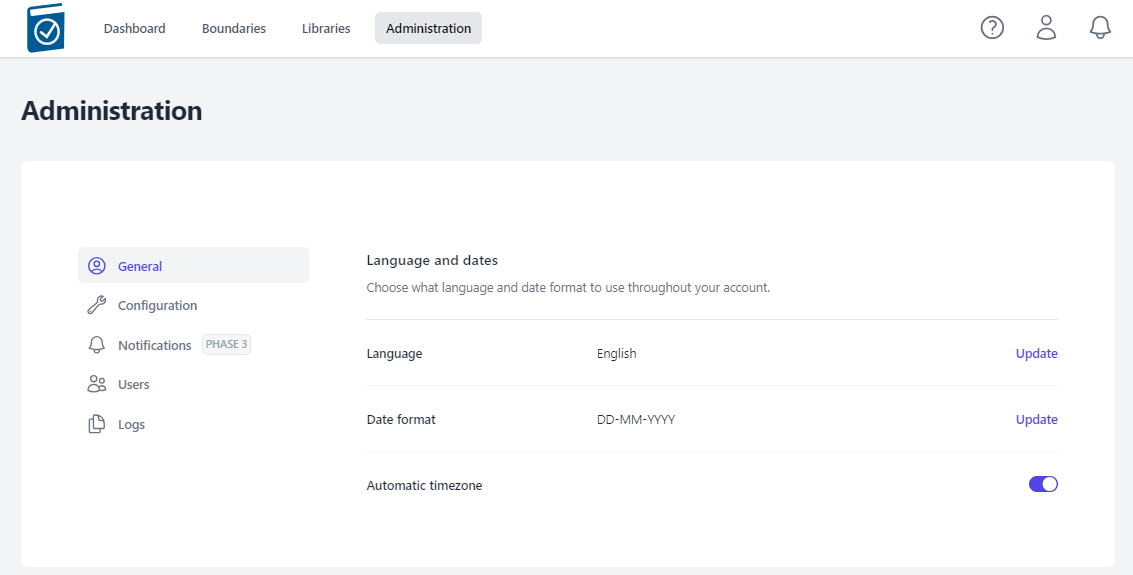 Dashboard Boundaries Libraries Administration
Administration
General
Configuration
Notifications PHASE 3
Users
Logs
Language and dates
Choose what language and date format to use throughout your account.
Language English Update
Date format DD-MM-YYYY Update
Automatic timezone